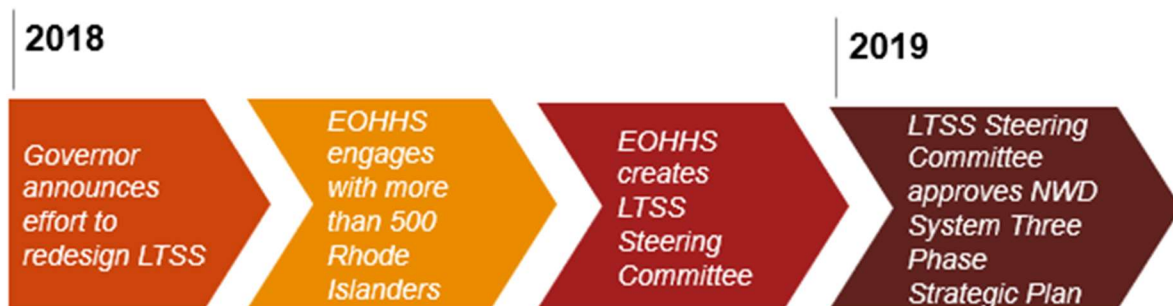 2018
Governor
announces
effort to
redesign LTSS
EOHHS
engages
with more
than 500
Rhode
Islanders
EOHHS
creates
LTSS
Steering
Committee
2019
LTSS Steering
Committee
approves NWD
System Three
Phase
Strategic Plan